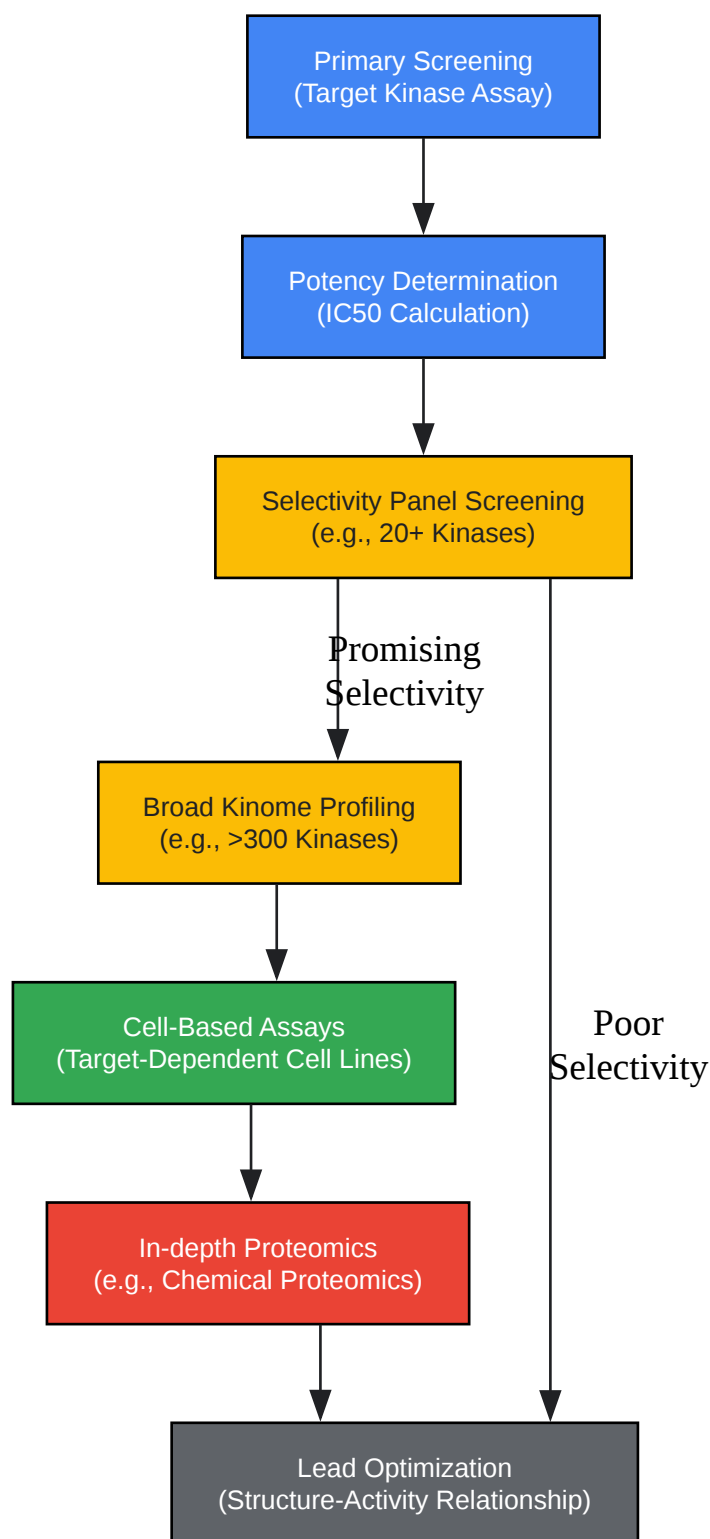 Primary Screening
(Target Kinase Assay)
Potency Determination
(IC50 Calculation)
Selectivity Panel Screening
(e.g., 20+ Kinases)
Promising
Selectivity
Broad Kinome Profiling
(e.g., >300 Kinases)
Cell-Based Assays
(Target-Dependent Cell Lines)
Poor
Selectivity
In-depth Proteomics
(e.g., Chemical Proteomics)
Lead Optimization
(Structure-Activity Relationship)